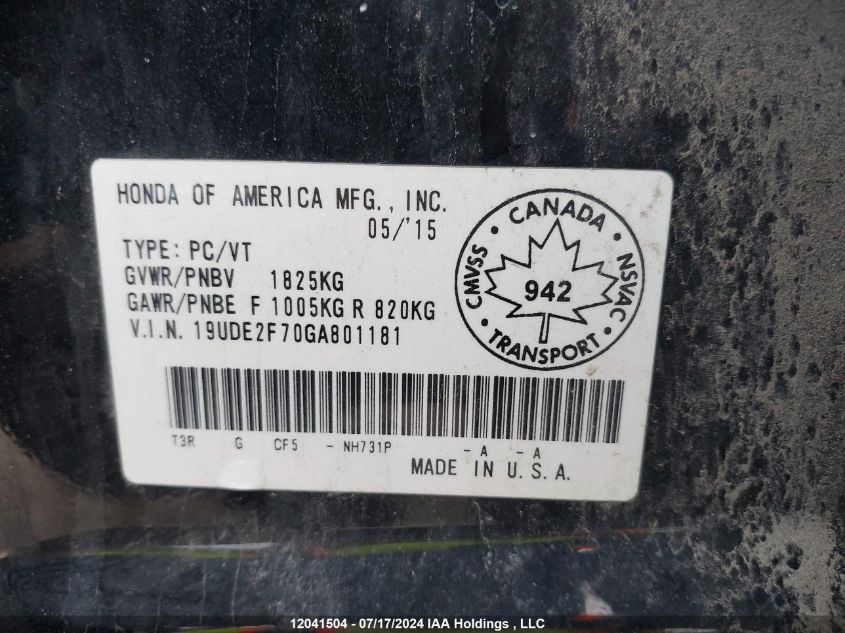 HONDA OF AMERICA MFG., INC.
05/'15
TYPE: PC/VT
GVWR/PNBV 1825KG
GAWR/PNBE F 1005KG R 820KG
V.I.N. 19UDE2F70GA801181
CANADA
CMVSS
NSVAC
942
TRANSPORT
T3R G CF5 - NH731P - A - A
MADE IN U.S.A.
12041504 - 07/17/2024 IAA Holdings , LLC